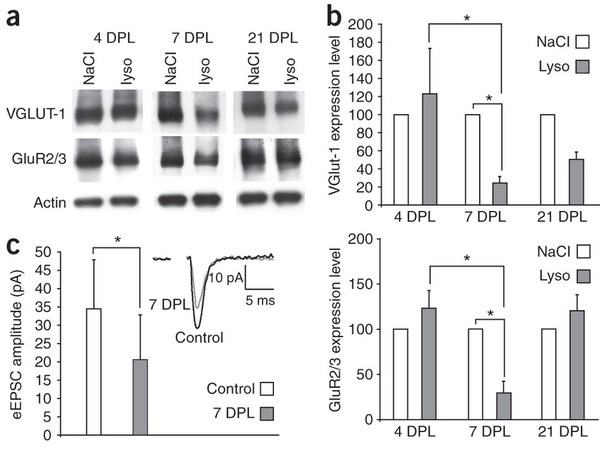 a
4 DPL 7 DPL 21 DPL
NaCl lyso NaCl lyso NaCl lyso
VGLUT-1
GluR2/3
Actin
b
VGlut-1 expression level
200
180
160
140
120
100
80
60
40
20
0
*
*
NaCl
Lyso
4 DPL 7 DPL 21 DPL
GluR2/3 expression level
200
150
100
50
0
*
*
NaCl
Lyso
4 DPL 7 DPL 21 DPL
c
eEPSC amplitude (pA)
50
45
40
35
30
25
20
15
10
5
0
*
10 pA
5 ms
7 DPL
Control
Control
7 DPL